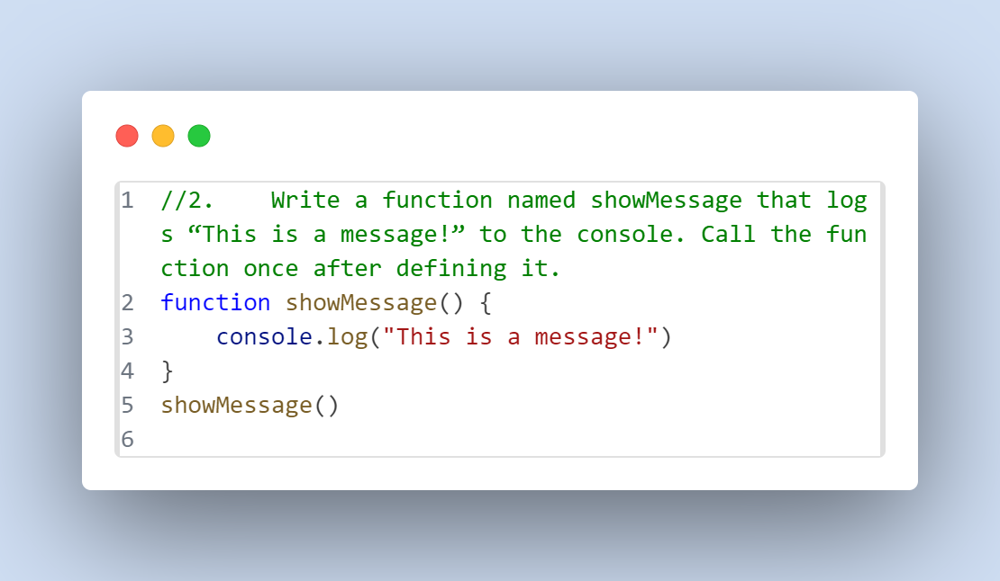 1 //2.    Write a function named showMessage that log
s “This is a message!” to the console. Call the fun
ction once after defining it.
2 function showMessage() {
3     console.log("This is a message!")
4 }
5 showMessage()
6